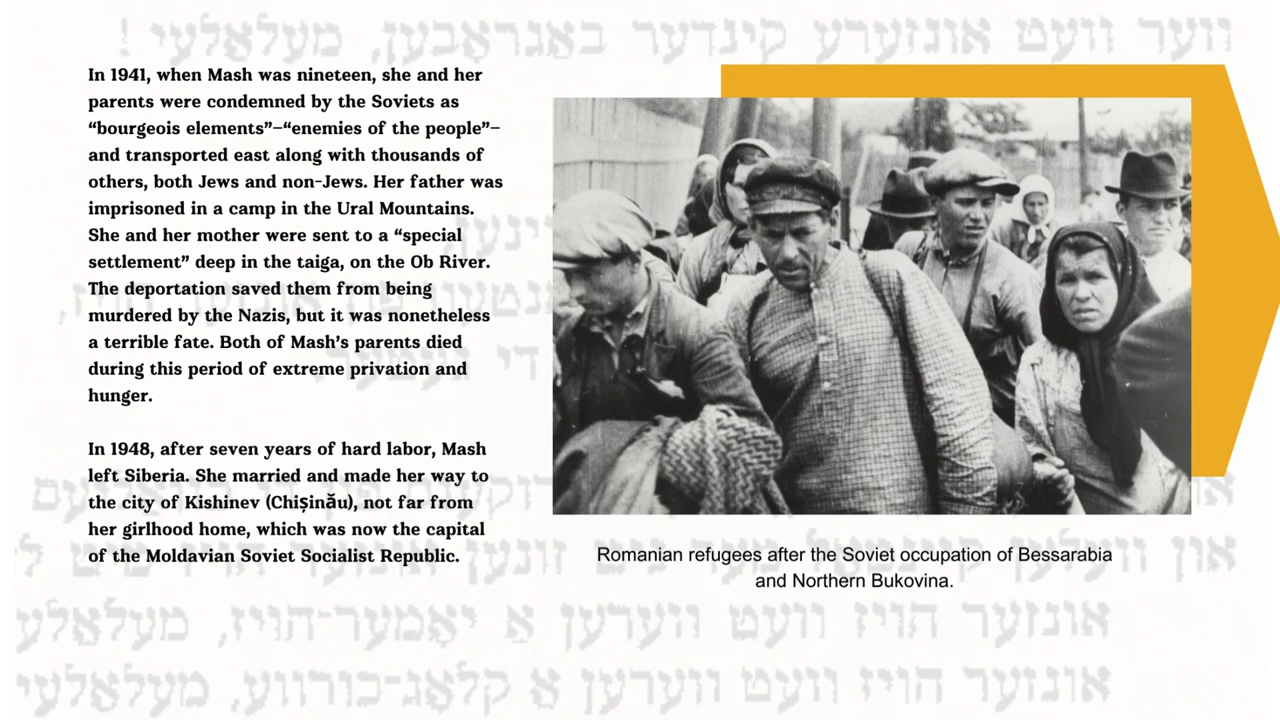 ווער וועט אונזערע קינדער באַגראָבען, מעלאַלעי !
In 1941, when Mash was nineteen, she and her
parents were condemned by the Soviets as
“bourgeois elements”–“enemies of the people”–
and transported east along with thousands of
others, both Jews and non-Jews. Her father was
imprisoned in a camp in the Ural Mountains.
She and her mother were sent to a “special
settlement” deep in the taiga, on the Ob River.
The deportation saved them from being
murdered by the Nazis, but it was nonetheless
a terrible fate. Both of Mash’s parents died
during this period of extreme privation and
hunger.
In 1948, after seven years of hard labor, Mash
left Siberia. She married and made her way to
the city of Kishinev (Chișinău), not far from
her girlhood home, which was now the capital
of the Moldavian Soviet Socialist Republic.
Romanian refugees after the Soviet occupation of Bessarabia
and Northern Bukovina.
אונזער הויז וועט ווערען אַ יאָמער-הויז, מעלאַלעי
אונזער הויז וועט ווערען אַ קלאָג-כורווע, מעלאַלעי